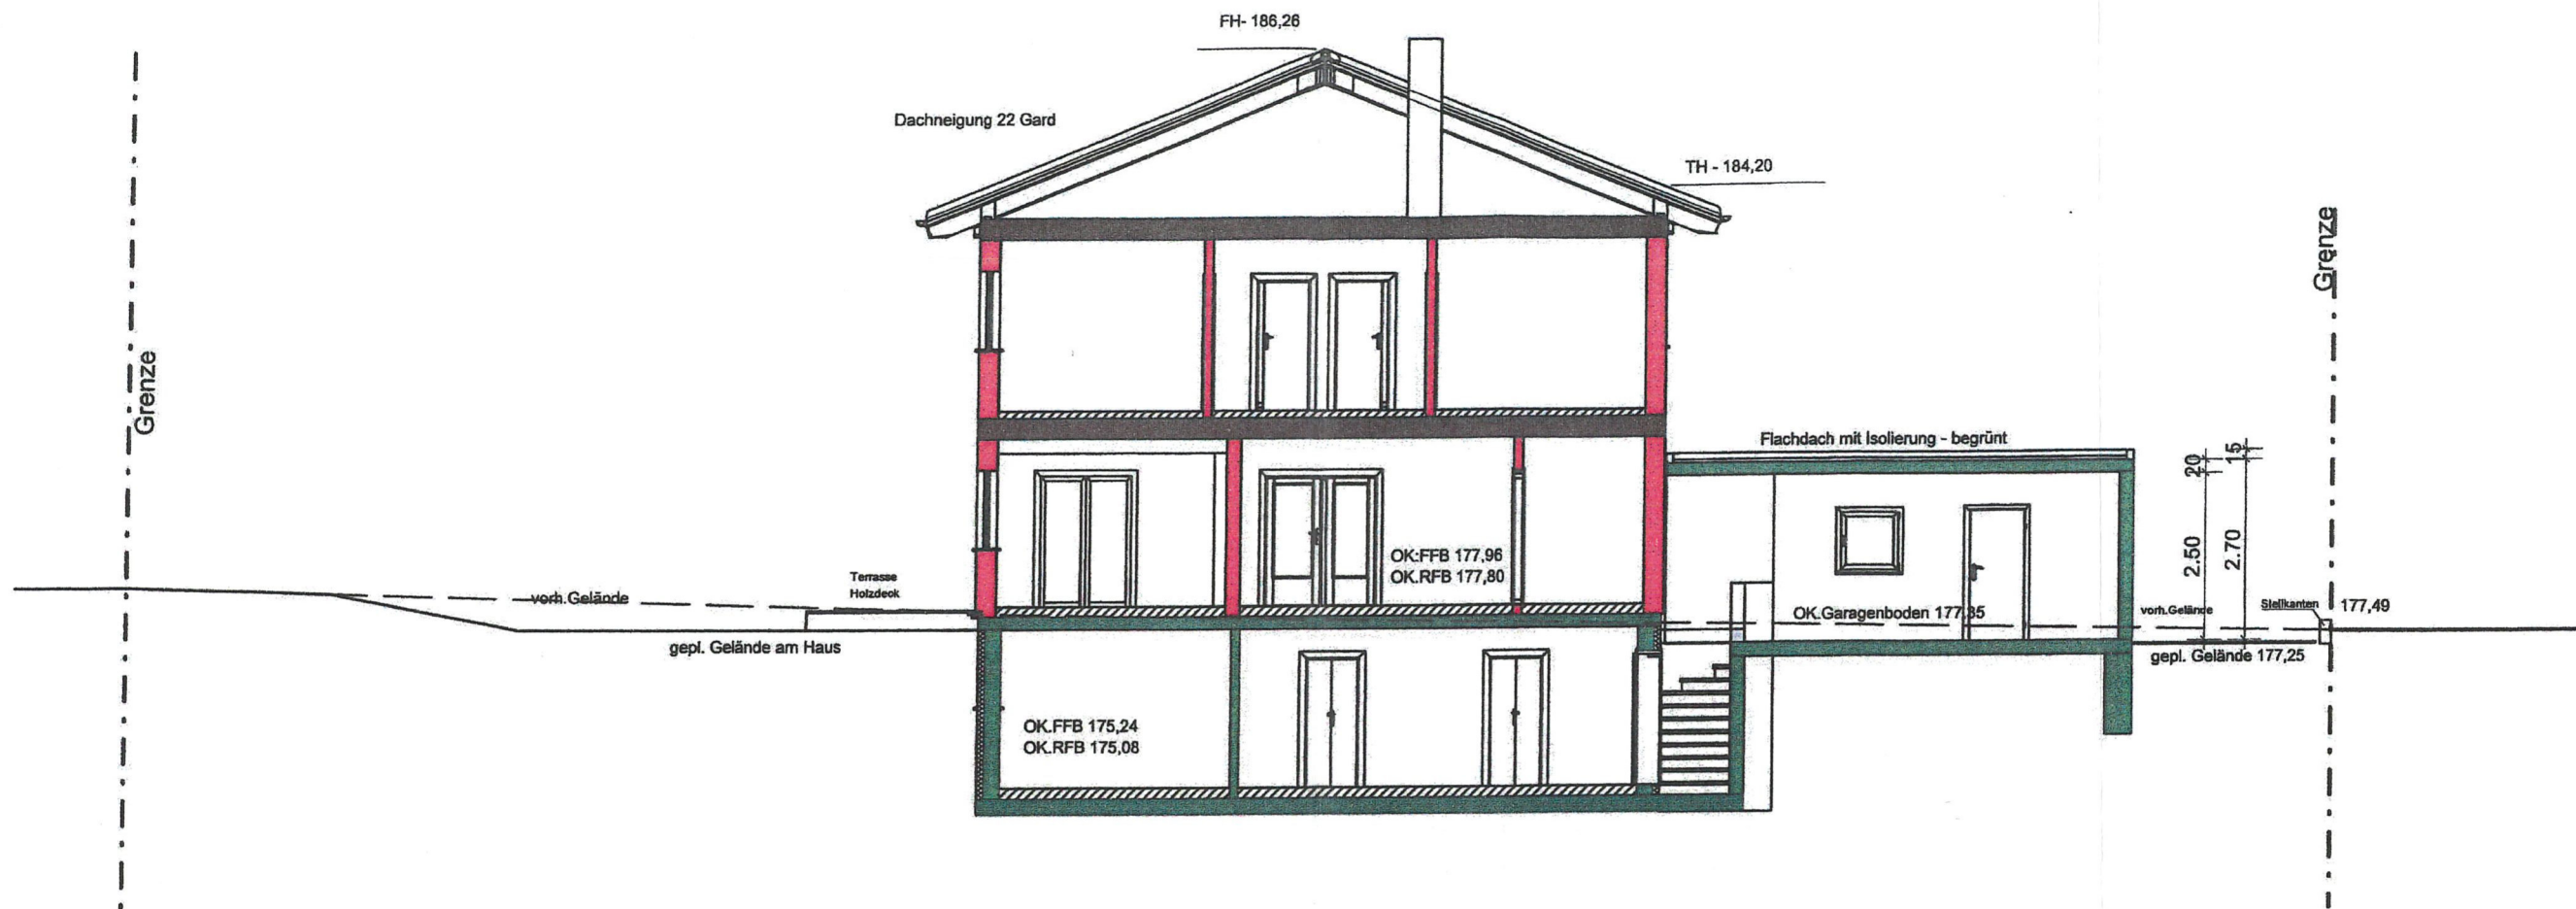 FH- 186,26
Dachneigung 22 Gard
TH - 184,20
Grenze
Grenze
Flachdach mit Isolierung - begrünt
20
15
2.50
2.70
OK:FFB 177,96
OK.RFB 177,80
Terrasse
Holzdeck
vorh.Gelände
gepl. Gelände am Haus
OK.Garagenboden 177,35
vorh.Gelände
Stellkanten
177,49
gepl. Gelände 177,25
OK.FFB 175,24
OK.RFB 175,08